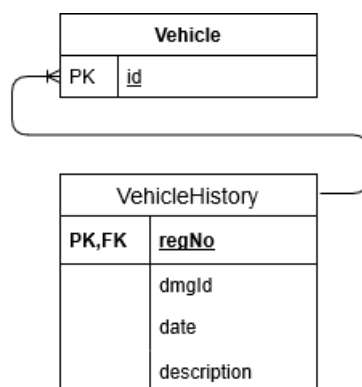 Vehicle
PK id
VehicleHistory
PK,FK regNo
dmgId
date
description